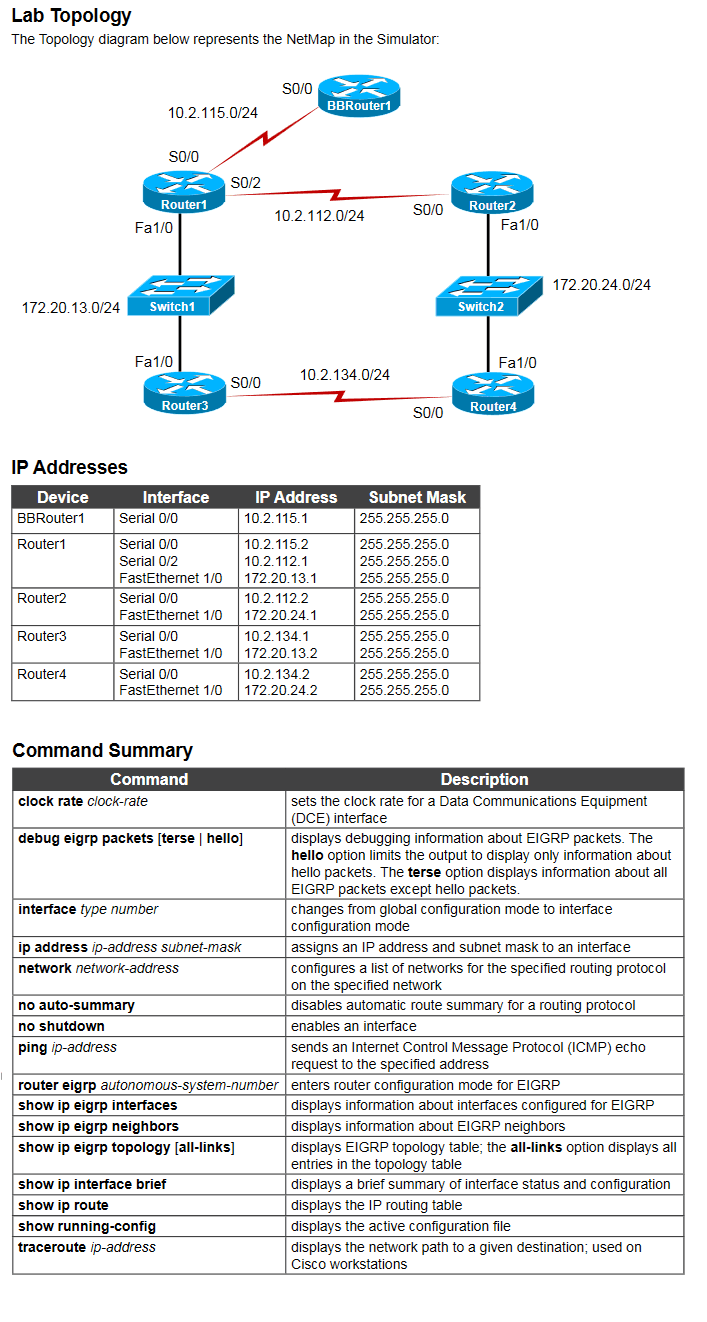 Lab Topology
The Topology diagram below represents the NetMap in the Simulator:
S0/0
BBRouter1
10.2.115.0/24
S0/0
S0/2
Router1
10.2.112.0/24
S0/0
Router2
Fa1/0
Fa1/0
172.20.13.0/24
Switch1
Switch2
172.20.24.0/24
Fa1/0
Fa1/0
S0/0
10.2.134.0/24
Router3
S0/0
Router4
IP Addresses
Device Interface IP Address Subnet Mask
BBRouter1 Serial 0/0 10.2.115.1 255.255.255.0
Router1 Serial 0/0 10.2.115.2 255.255.255.0
Serial 0/2 10.2.112.1 255.255.255.0
FastEthernet 1/0 172.20.13.1 255.255.255.0
Router2 Serial 0/0 10.2.112.2 255.255.255.0
FastEthernet 1/0 172.20.24.1 255.255.255.0
Router3 Serial 0/0 10.2.134.1 255.255.255.0
FastEthernet 1/0 172.20.13.2 255.255.255.0
Router4 Serial 0/0 10.2.134.2 255.255.255.0
FastEthernet 1/0 172.20.24.2 255.255.255.0
Command Summary
Command Description
clock rate clock-rate sets the clock rate for a Data Communications Equipment
(DCE) interface
debug eigrp packets [terse | hello] displays debugging information about EIGRP packets. The
hello option limits the output to display only information about
hello packets. The terse option displays information about all
EIGRP packets except hello packets.
interface type number changes from global configuration mode to interface
configuration mode
ip address ip-address subnet-mask assigns an IP address and subnet mask to an interface
network network-address configures a list of networks for the specified routing protocol
on the specified network
no auto-summary disables automatic route summary for a routing protocol
no shutdown enables an interface
ping ip-address sends an Internet Control Message Protocol (ICMP) echo
request to the specified address
router eigrp autonomous-system-number enters router configuration mode for EIGRP
show ip eigrp interfaces displays information about interfaces configured for EIGRP
show ip eigrp neighbors displays information about EIGRP neighbors
show ip eigrp topology [all-links] displays EIGRP topology table; the all-links option displays all
entries in the topology table
show ip interface brief displays a brief summary of interface status and configuration
show ip route displays the IP routing table
show running-config displays the active configuration file
traceroute ip-address displays the network path to a given destination; used on
Cisco workstations